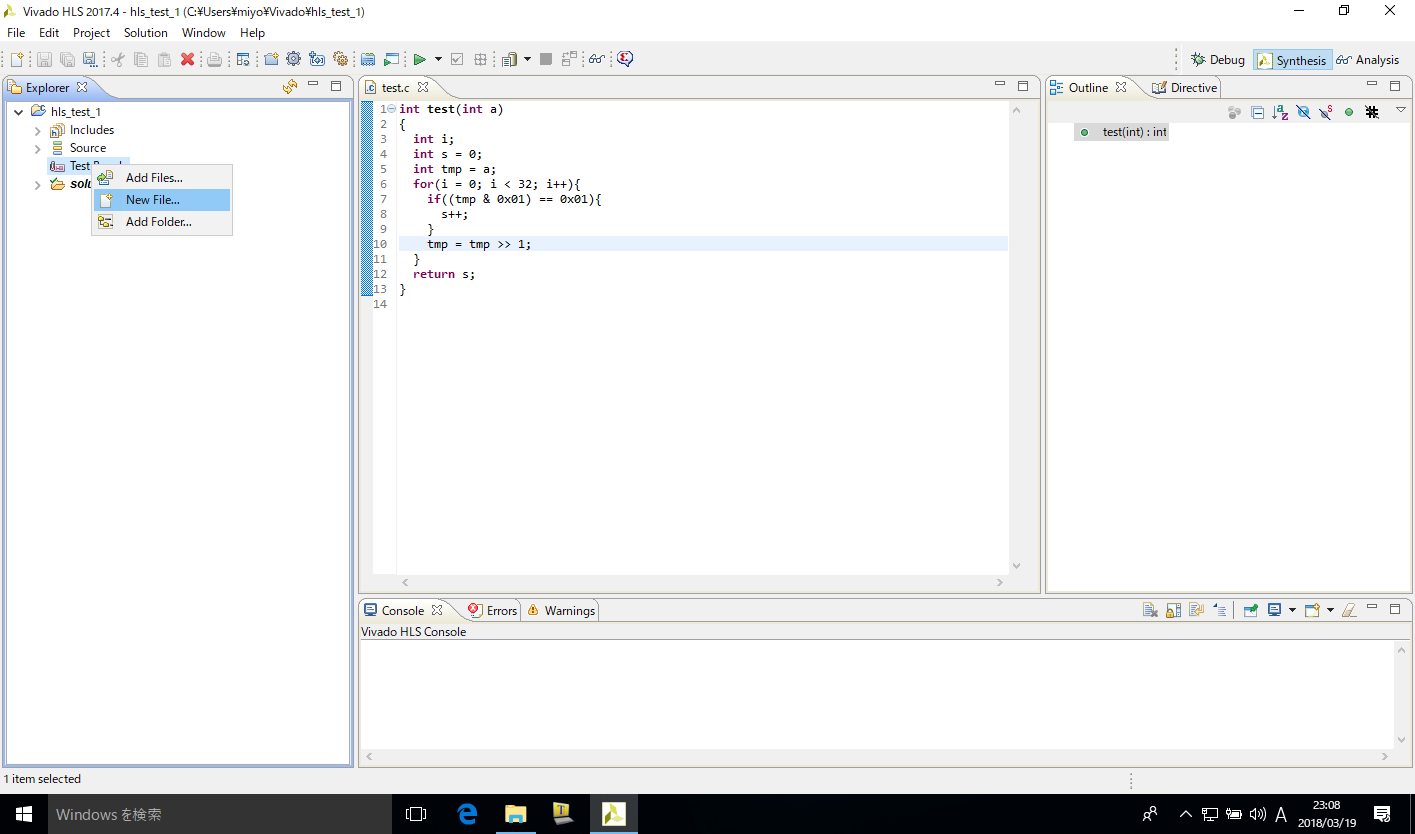 Vivado HLS 2017.4 - hls_test_1 (C:¥Users¥miyo¥Vivado¥hls_test_1)
File Edit Project Solution Window Help
Debug Synthesis Analysis
Explorer
hls_test_1
Includes
Source
Test
Add Files...
New File...
Add Folder...
test.c
1 int test(int a)
2 {
3 int i;
4 int s = 0;
5 int tmp = a;
6 for(i = 0; i < 32; i++){
7 if((tmp & 0x01) == 0x01){
8 s++;
9 }
10 tmp = tmp >> 1;
11 }
12 return s;
13 }
14
Outline Directive
test(int) : int
Console Errors Warnings
Vivado HLS Console
1 item selected
Windows を検索
A
23:08
2018/03/19